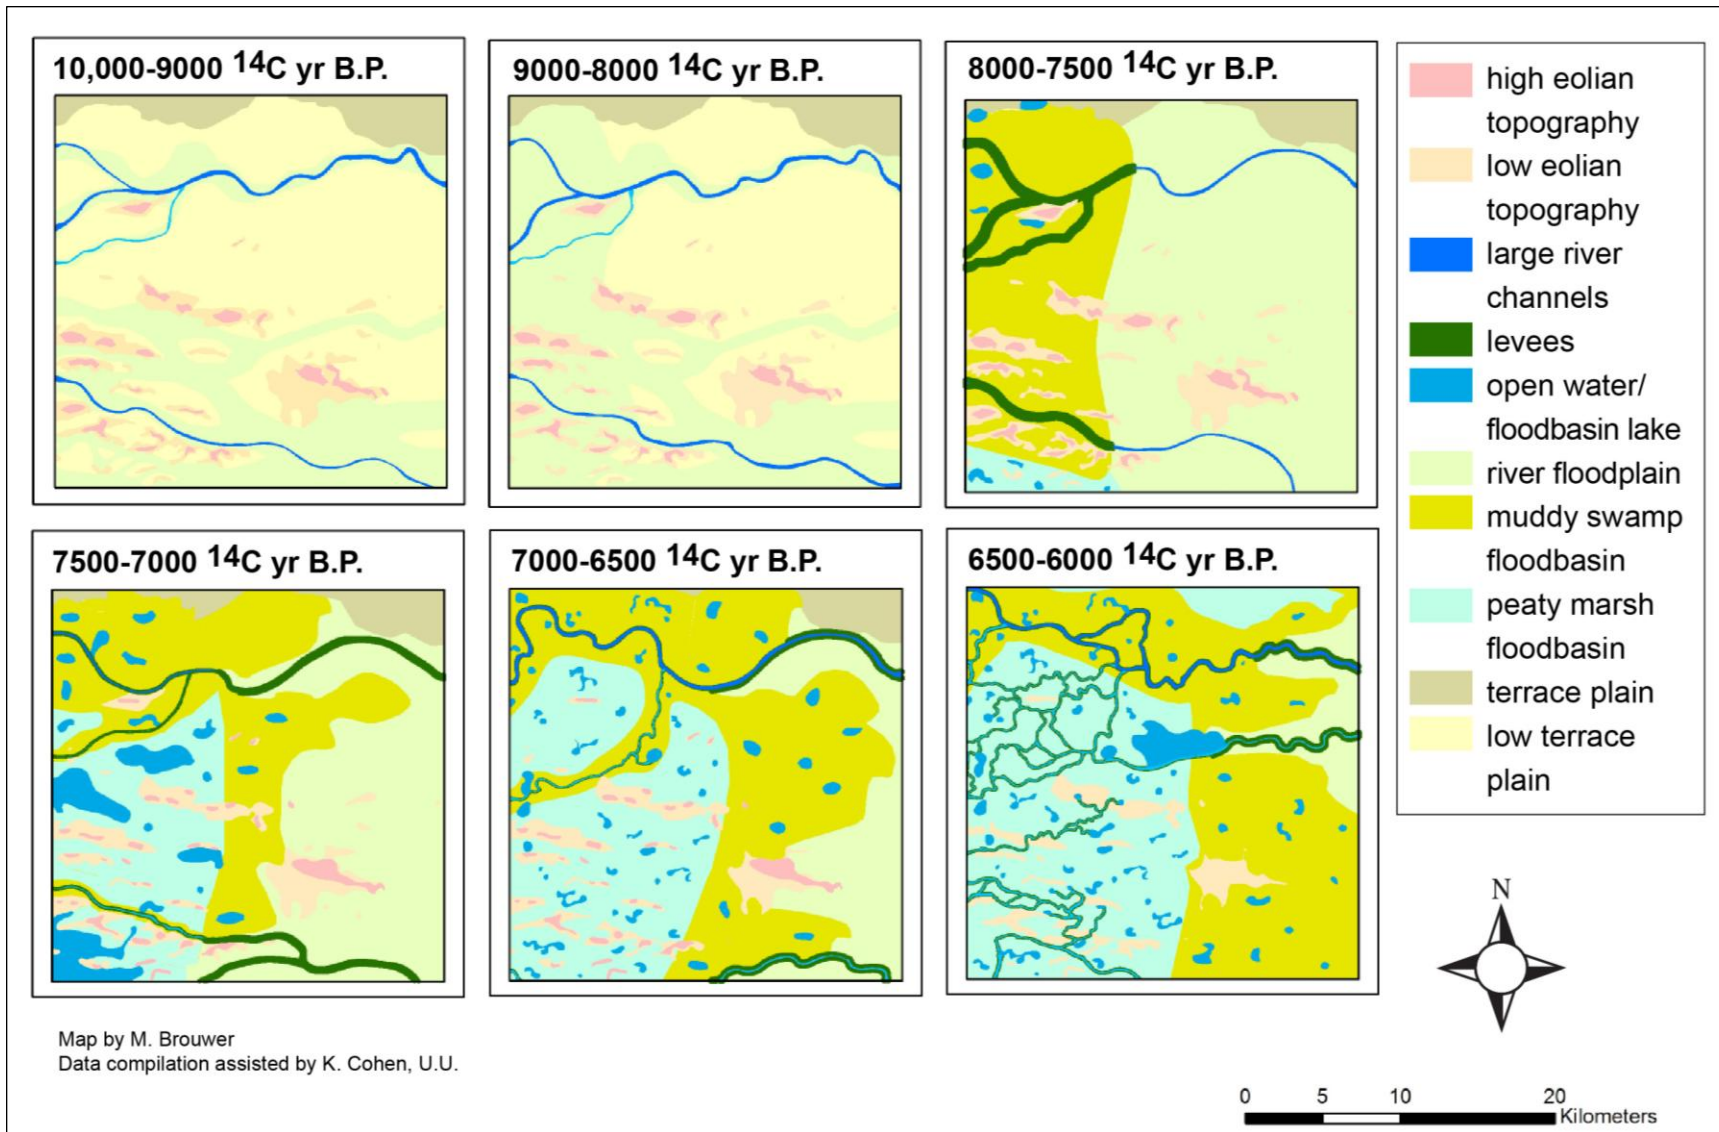 10,000-9000 14C yr B.P.
9000-8000 14C yr B.P.
8000-7500 14C yr B.P.
7500-7000 14C yr B.P.
7000-6500 14C yr B.P.
6500-6000 14C yr B.P.
high eolian
topography
low eolian
topography
large river
channels
levees
open water/
floodbasin lake
river floodplain
muddy swamp
floodbasin
peaty marsh
floodbasin
terrace plain
low terrace
plain
N
Map by M. Brouwer
Data compilation assisted by K. Cohen, U.U.
0 5 10 20
Kilometers